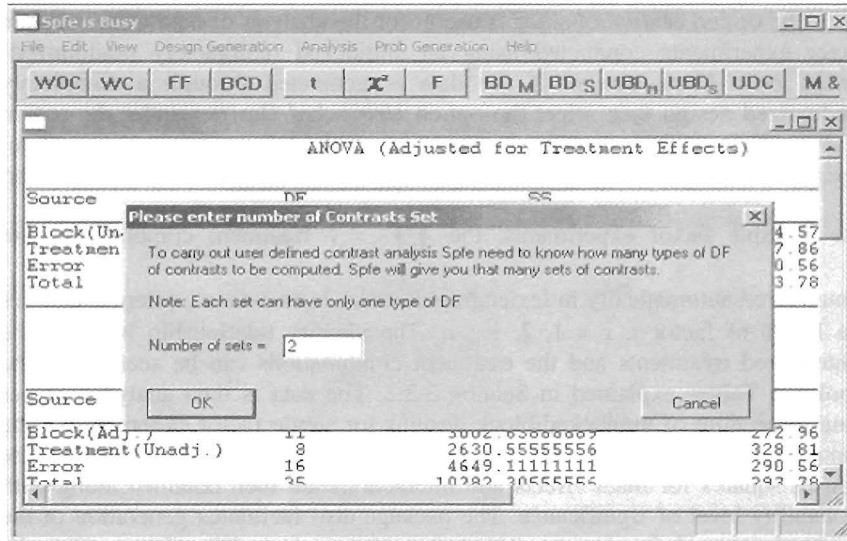 Spfe is Busy
File Edit View Design Generation Analysis Prob Generation Help
WOC WC FF BCD t χ² F BD M BD S UBD M UBD S UDC M &
ANOVA (Adjusted for Treatment Effects)
Source DF SS
Please enter number of Contrasts Set
Block(Un 4.57
Treatmen 7.86
Error 0.56
Total 3.78
To carry out user defined contrast analysis Spfe need to know how many types of DF
of contrasts to be computed. Spfe will give you that many sets of contrasts.
Note: Each set can have only one type of DF
Number of sets = 2
Source
OK Cancel
Block(Adj.) 11 272.96
Treatment(Unadj.) 8 2630.55555556 328.81
Error 16 4649.11111111 290.56
Total 35 10282.30555556 293.78